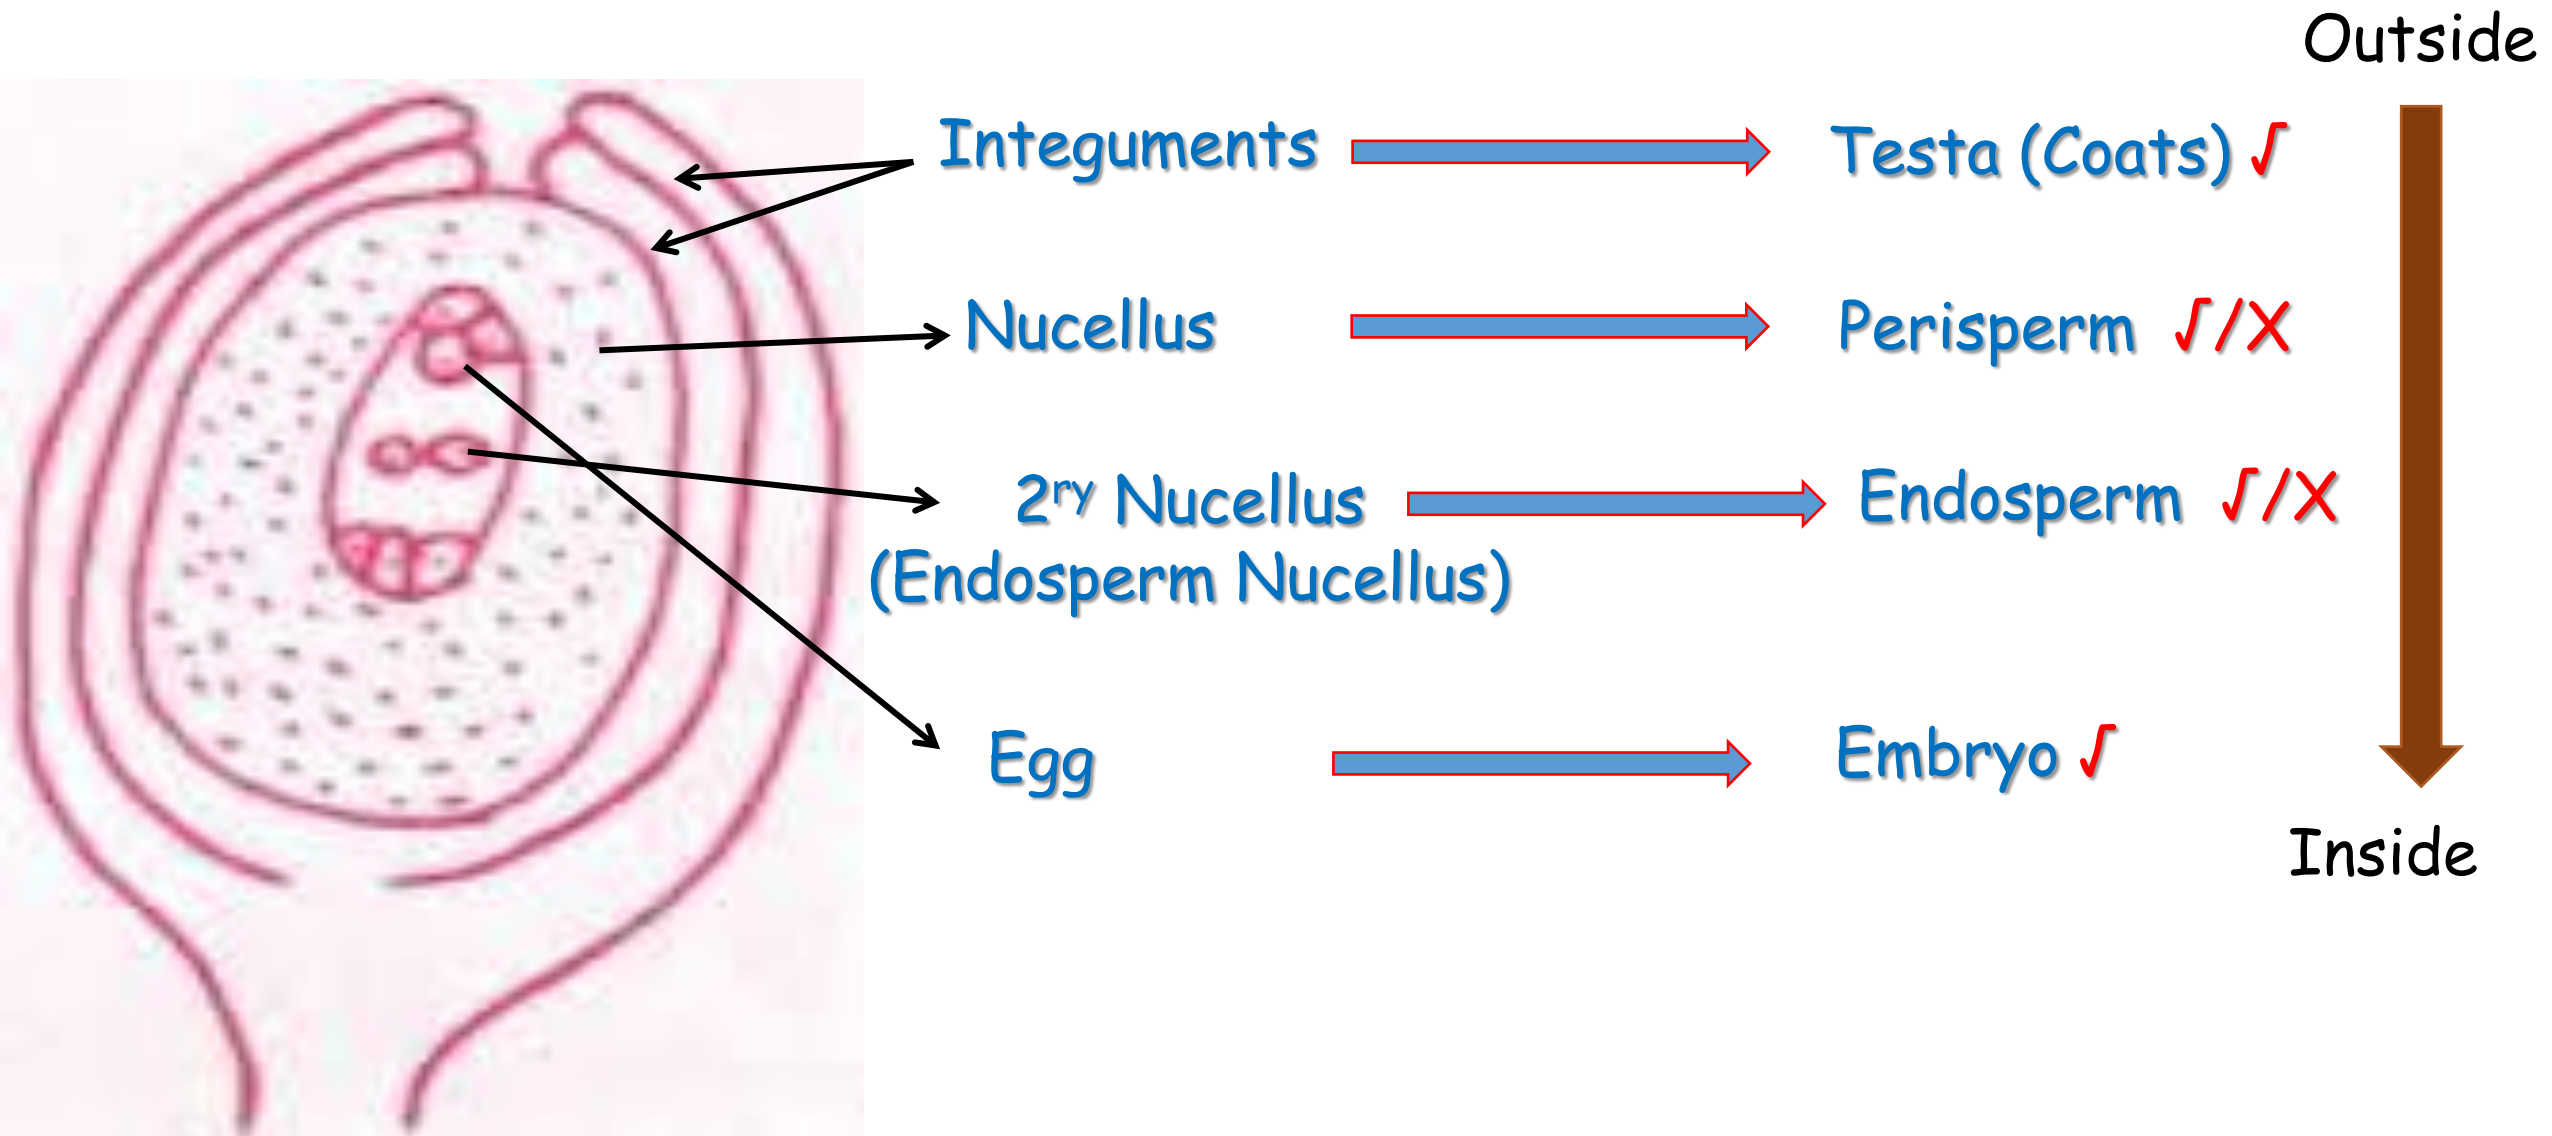 Outside
Integuments Testa (Coats) √
Nucellus Perisperm √/X
2ry Nucellus Endosperm √/X
(Endosperm Nucellus)
Egg Embryo √
Inside